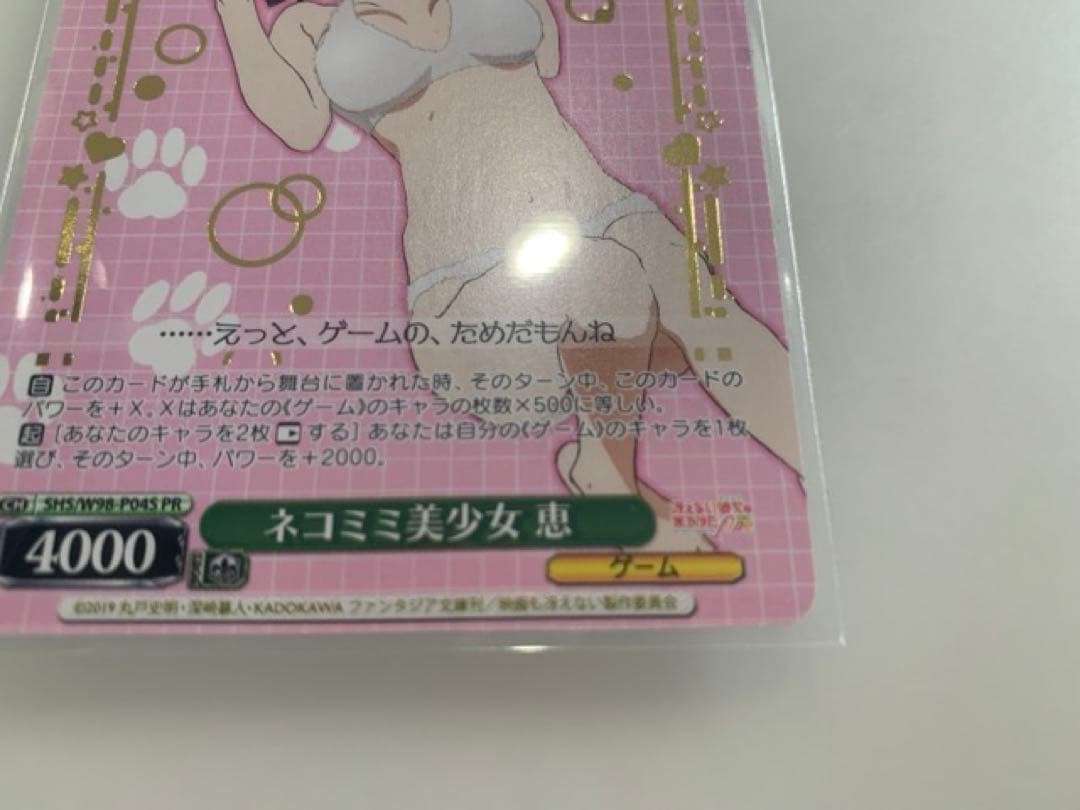 ……えっと、ゲームの、ためだもんね
自 このカードが手札から舞台に置かれた時、そのターン中、このカードの
パワーを＋X。Xはあなたの《ゲーム》のキャラの枚数×500に等しい。
起 ［あなたのキャラを2枚 する］ あなたは自分の《ゲーム》のキャラを1枚
選び、そのターン中、パワーを＋2000。
CH SHS/W98-P04S PR
ネコミミ美少女 恵
4000
ゲーム
©2019 丸戸史明・深崎暮人・KADOKAWA ファンタジア文庫刊／映画も冴えない製作委員会